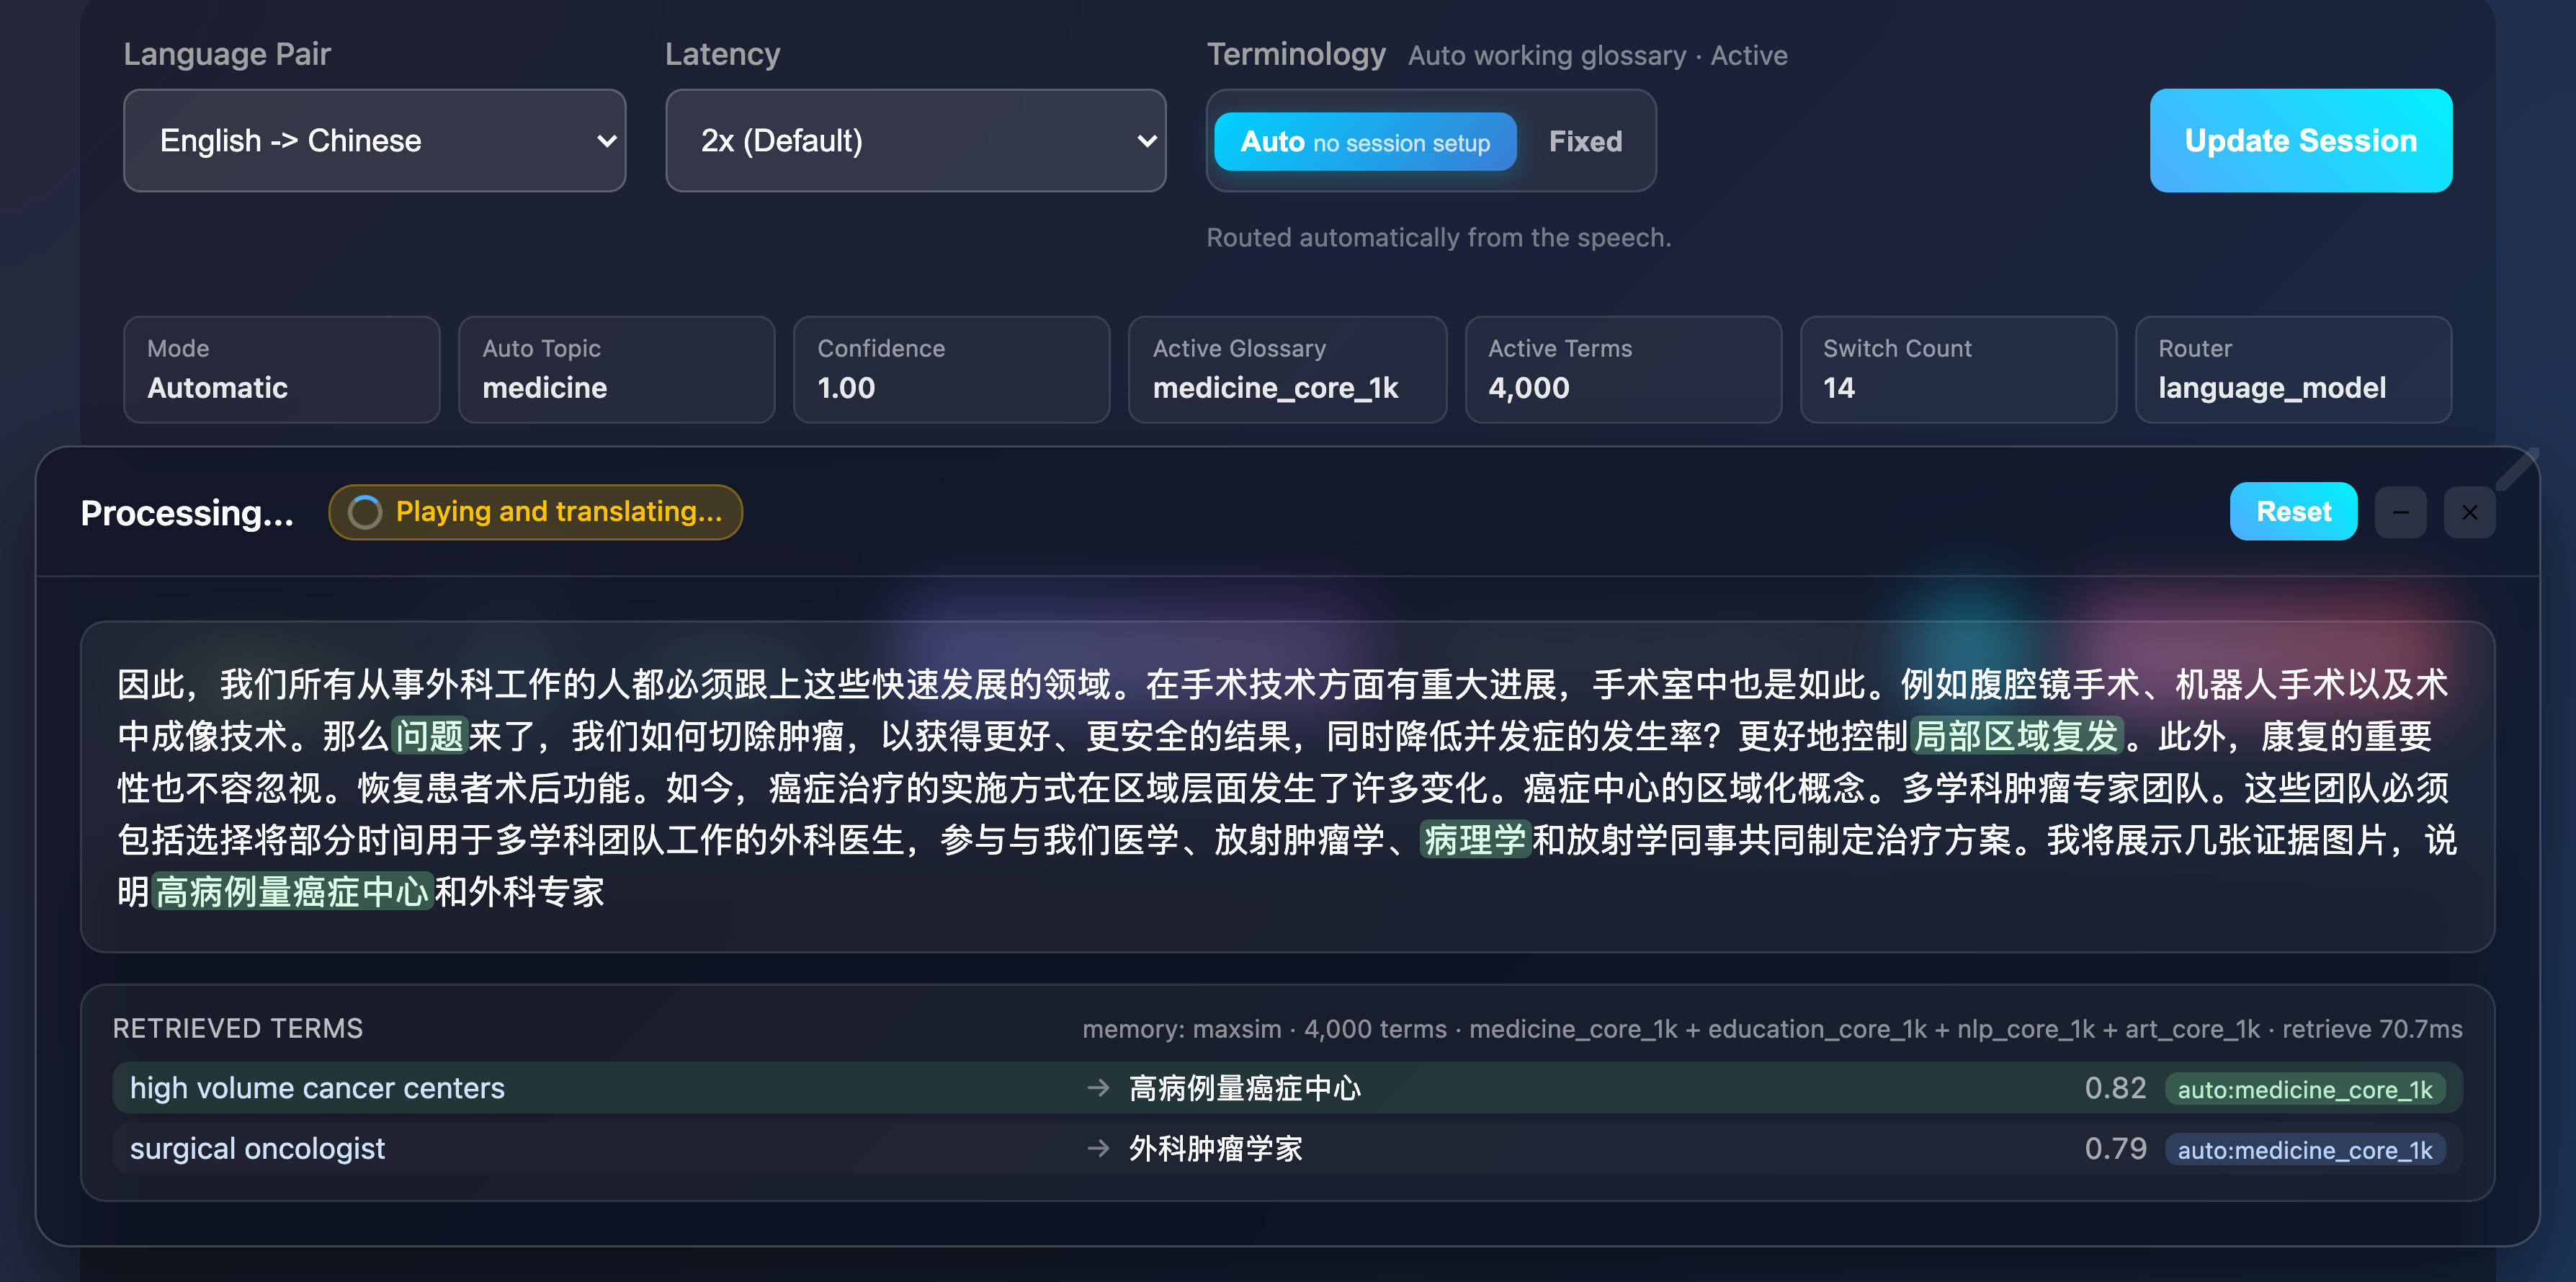 Language Pair
Latency
Terminology Auto working glossary · Active
English -> Chinese
2x (Default)
Auto no session setup
Fixed
Update Session
Routed automatically from the speech.
Mode
Automatic
Auto Topic
medicine
Confidence
1.00
Active Glossary
medicine_core_1k
Active Terms
4,000
Switch Count
14
Router
language_model
Processing...
Playing and translating...
Reset
因此，我们所有从事外科工作的人都必须跟上这些快速发展的领域。在手术技术方面有重大进展，手术室中也是如此。例如腹腔镜手术、机器人手术以及术
中成像技术。那么问题来了，我们如何切除肿瘤，以获得更好、更安全的结果，同时降低并发症的发生率？更好地控制局部区域复发。此外，康复的重要
性也不容忽视。恢复患者术后功能。如今，癌症治疗的实施方式在区域层面发生了许多变化。癌症中心的区域化概念。多学科肿瘤专家团队。这些团队必须
包括选择将部分时间用于多学科团队工作的外科医生，参与与我们医学、放射肿瘤学、病理学和放射学同事共同制定治疗方案。我将展示几张证据图片，说
明高病例量癌症中心和外科专家
RETRIEVED TERMS
memory: maxsim · 4,000 terms · medicine_core_1k + education_core_1k + nlp_core_1k + art_core_1k · retrieve 70.7ms
high volume cancer centers → 高病例量癌症中心 0.82 auto:medicine_core_1k
surgical oncologist → 外科肿瘤学家 0.79 auto:medicine_core_1k